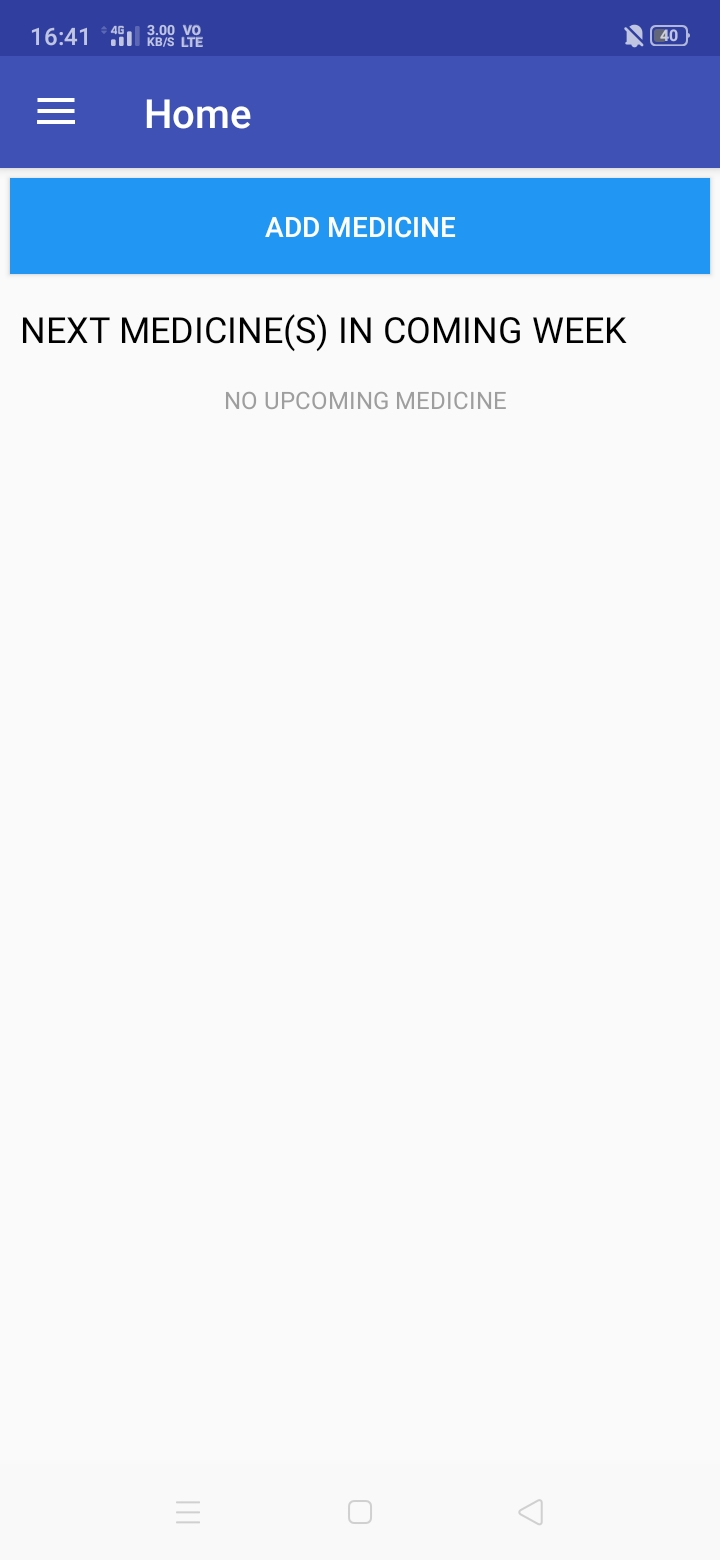 16:41 4G 3.00 KB/S VO LTE 40
Home
ADD MEDICINE
NEXT MEDICINE(S) IN COMING WEEK
NO UPCOMING MEDICINE